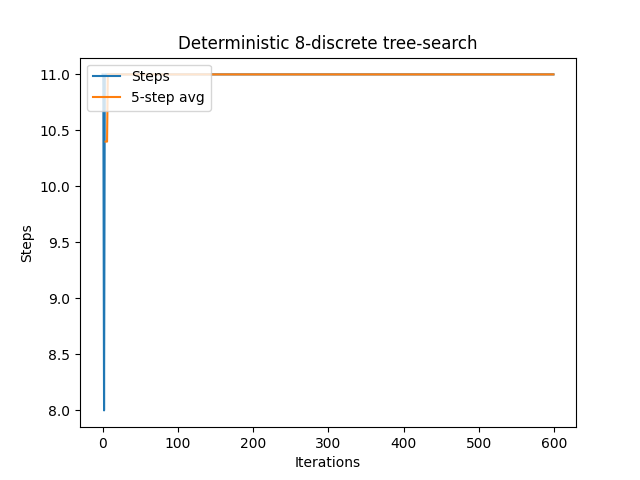 Deterministic 8-discrete tree-search
Steps
5-step avg
11.0
10.5
10.0
9.5
9.0
8.5
8.0
Steps
0 100 200 300 400 500 600
Iterations